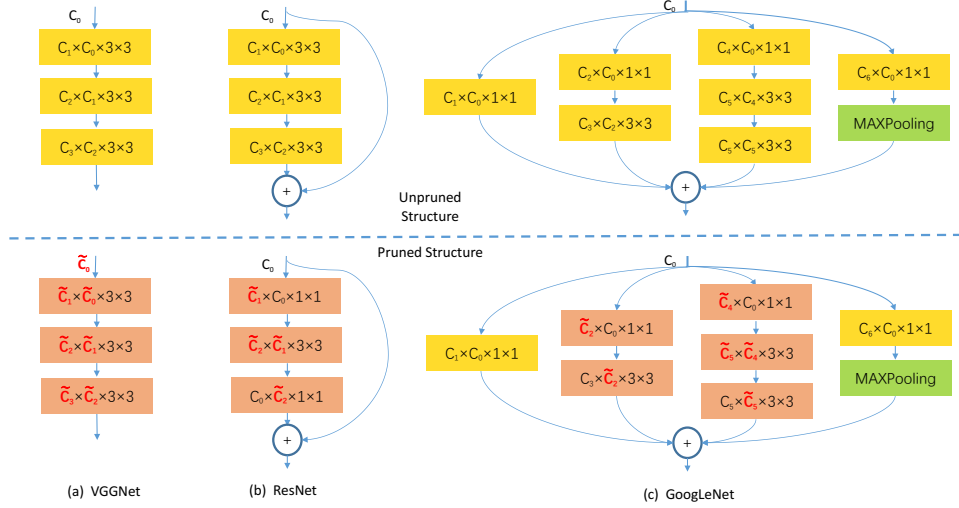 C₀
C₁×C₀×3×3
C₂×C₁×3×3
C₃×C₂×3×3
C₀
C₁×C₀×3×3
C₂×C₁×3×3
C₃×C₂×3×3
+
C₀
C₁×C₀×1×1
C₂×C₀×1×1
C₃×C₂×3×3
C₄×C₀×1×1
C₅×C₄×3×3
C₅×C₅×3×3
C₆×C₀×1×1
MAXPooling
+
Unpruned
Structure
Pruned Structure
C̃₀
C̃₁×C̃₀×3×3
C̃₂×C̃₁×3×3
C̃₃×C̃₂×3×3
C₀
C̃₁×C₀×1×1
C̃₂×C̃₁×3×3
C₀×C̃₂×1×1
+
C₀
C₁×C₀×1×1
C̃₂×C₀×1×1
C₃×C̃₂×3×3
C̃₄×C₀×1×1
C̃₅×C̃₄×3×3
C₅×C̃₅×3×3
C₆×C₀×1×1
MAXPooling
+
(a) VGGNet
(b) ResNet
(c) GoogLeNet